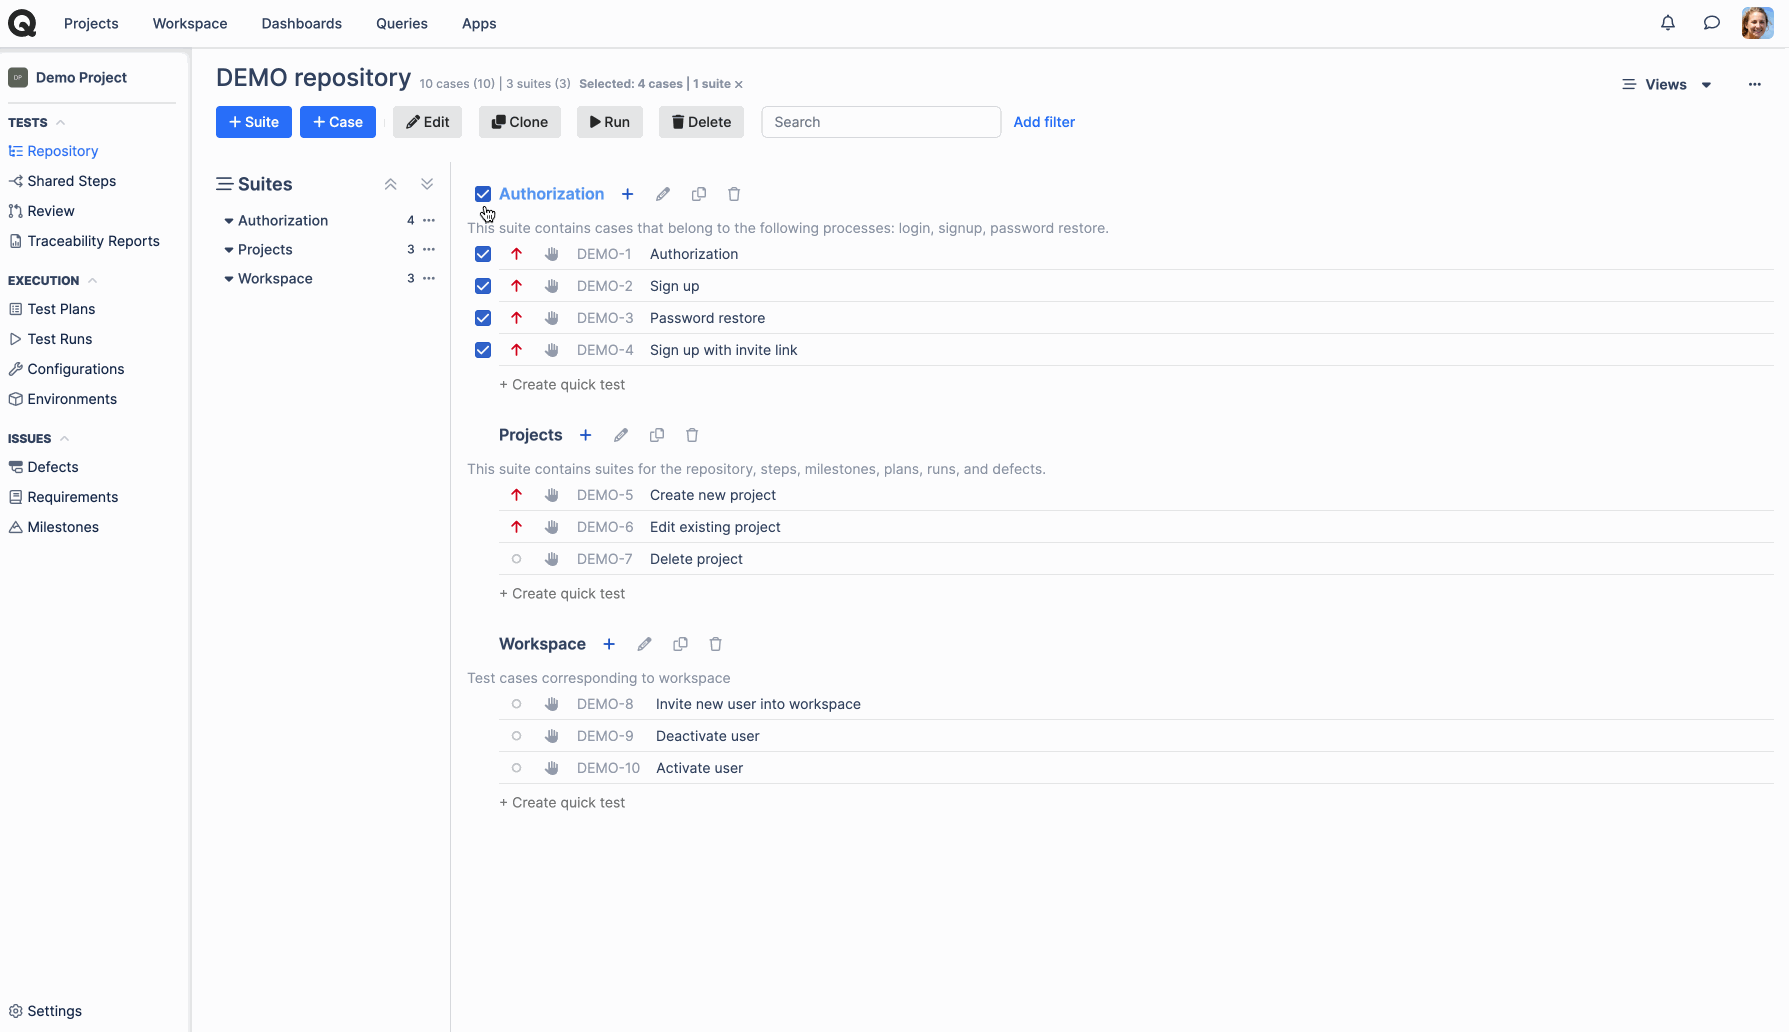 Projects
Workspace
Dashboards
Queries
Apps
DP
Demo Project
TESTS
Repository
Shared Steps
Review
Traceability Reports
EXECUTION
Test Plans
Test Runs
Configurations
Environments
ISSUES
Defects
Requirements
Milestones
Settings
DEMO repository 10 cases (10) | 3 suites (3) Selected: 4 cases | 1 suite ×
Views
+ Suite
+ Case
Edit
Clone
Run
Delete
Search
Add filter
Suites
Authorization 4
Projects 3
Workspace 3
Authorization
This suite contains cases that belong to the following processes: login, signup, password restore.
DEMO-1 Authorization
DEMO-2 Sign up
DEMO-3 Password restore
DEMO-4 Sign up with invite link
+ Create quick test
Projects
This suite contains suites for the repository, steps, milestones, plans, runs, and defects.
DEMO-5 Create new project
DEMO-6 Edit existing project
DEMO-7 Delete project
+ Create quick test
Workspace
Test cases corresponding to workspace
DEMO-8 Invite new user into workspace
DEMO-9 Deactivate user
DEMO-10 Activate user
+ Create quick test